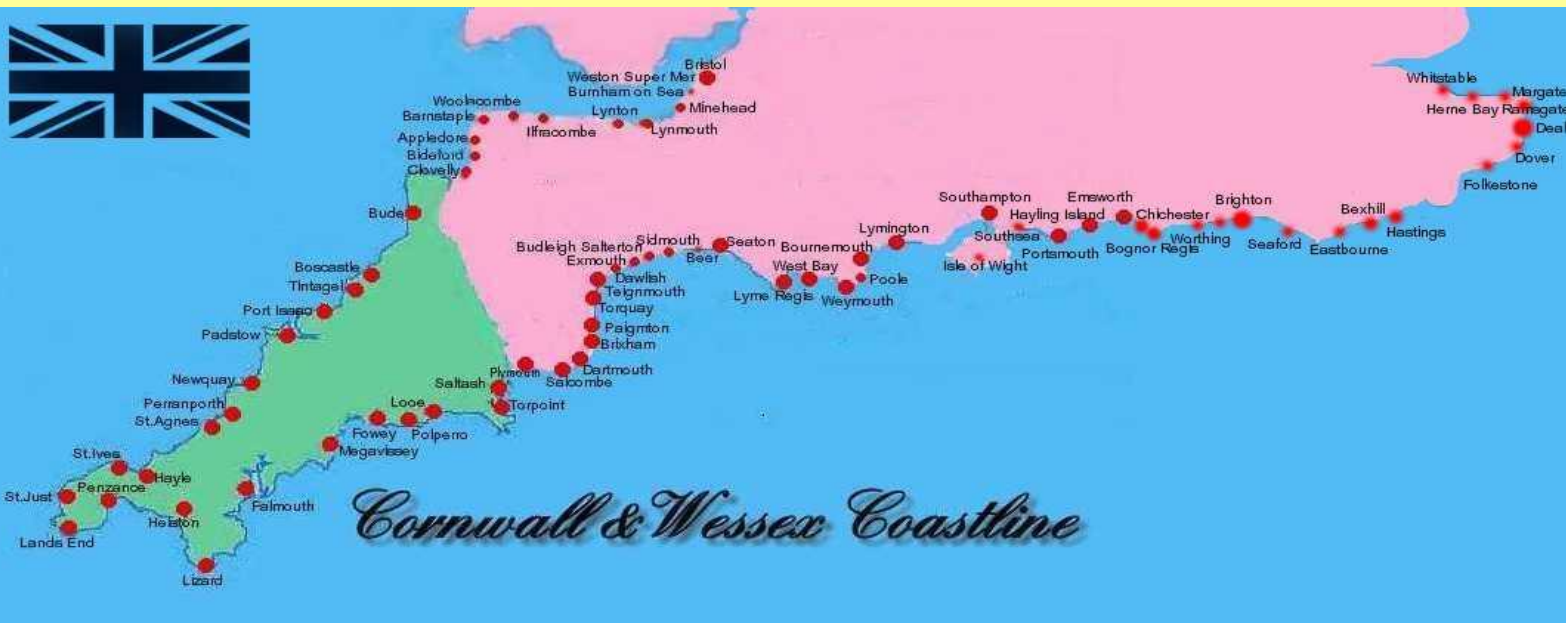 Bristol
Weston Super Mer
Burnham on Sea
Minehead
Woolacombe
Lynton
Barnstaple
Ilfracombe
Lynmouth
Appledore
Bideford
Clovelly
Whitstable
Margate
Herne Bay
Ramsgate
Deal
Dover
Folkestone
Bude
Southampton
Emsworth
Brighton
Bexhill
Hayling Island
Chichester
Lymington
Hastings
Budleigh Salterton
Sidmouth
Seaton
Bournemouth
Southsea
Worthing
Seaford
Exmouth
Beer
Portsmouth
Bognor Regis
Eastbourne
Boscastle
West Bay
Isle of Wight
Dawlish
Poole
Tintagel
Teignmouth
Lyme Regis
Weymouth
Port Isaac
Torquay
Padstow
Paignton
Brixham
Plymouth
Dartmouth
Newquay
Saltash
Salcombe
Perranporth
Looe
Torpoint
St.Agnes
Fowey
Polperro
Megavissey
St.Ives
Hayle
Penzance
St.Just
Falmouth
Helston
Lands End
Lizard
Cornwall & Wessex Coastline